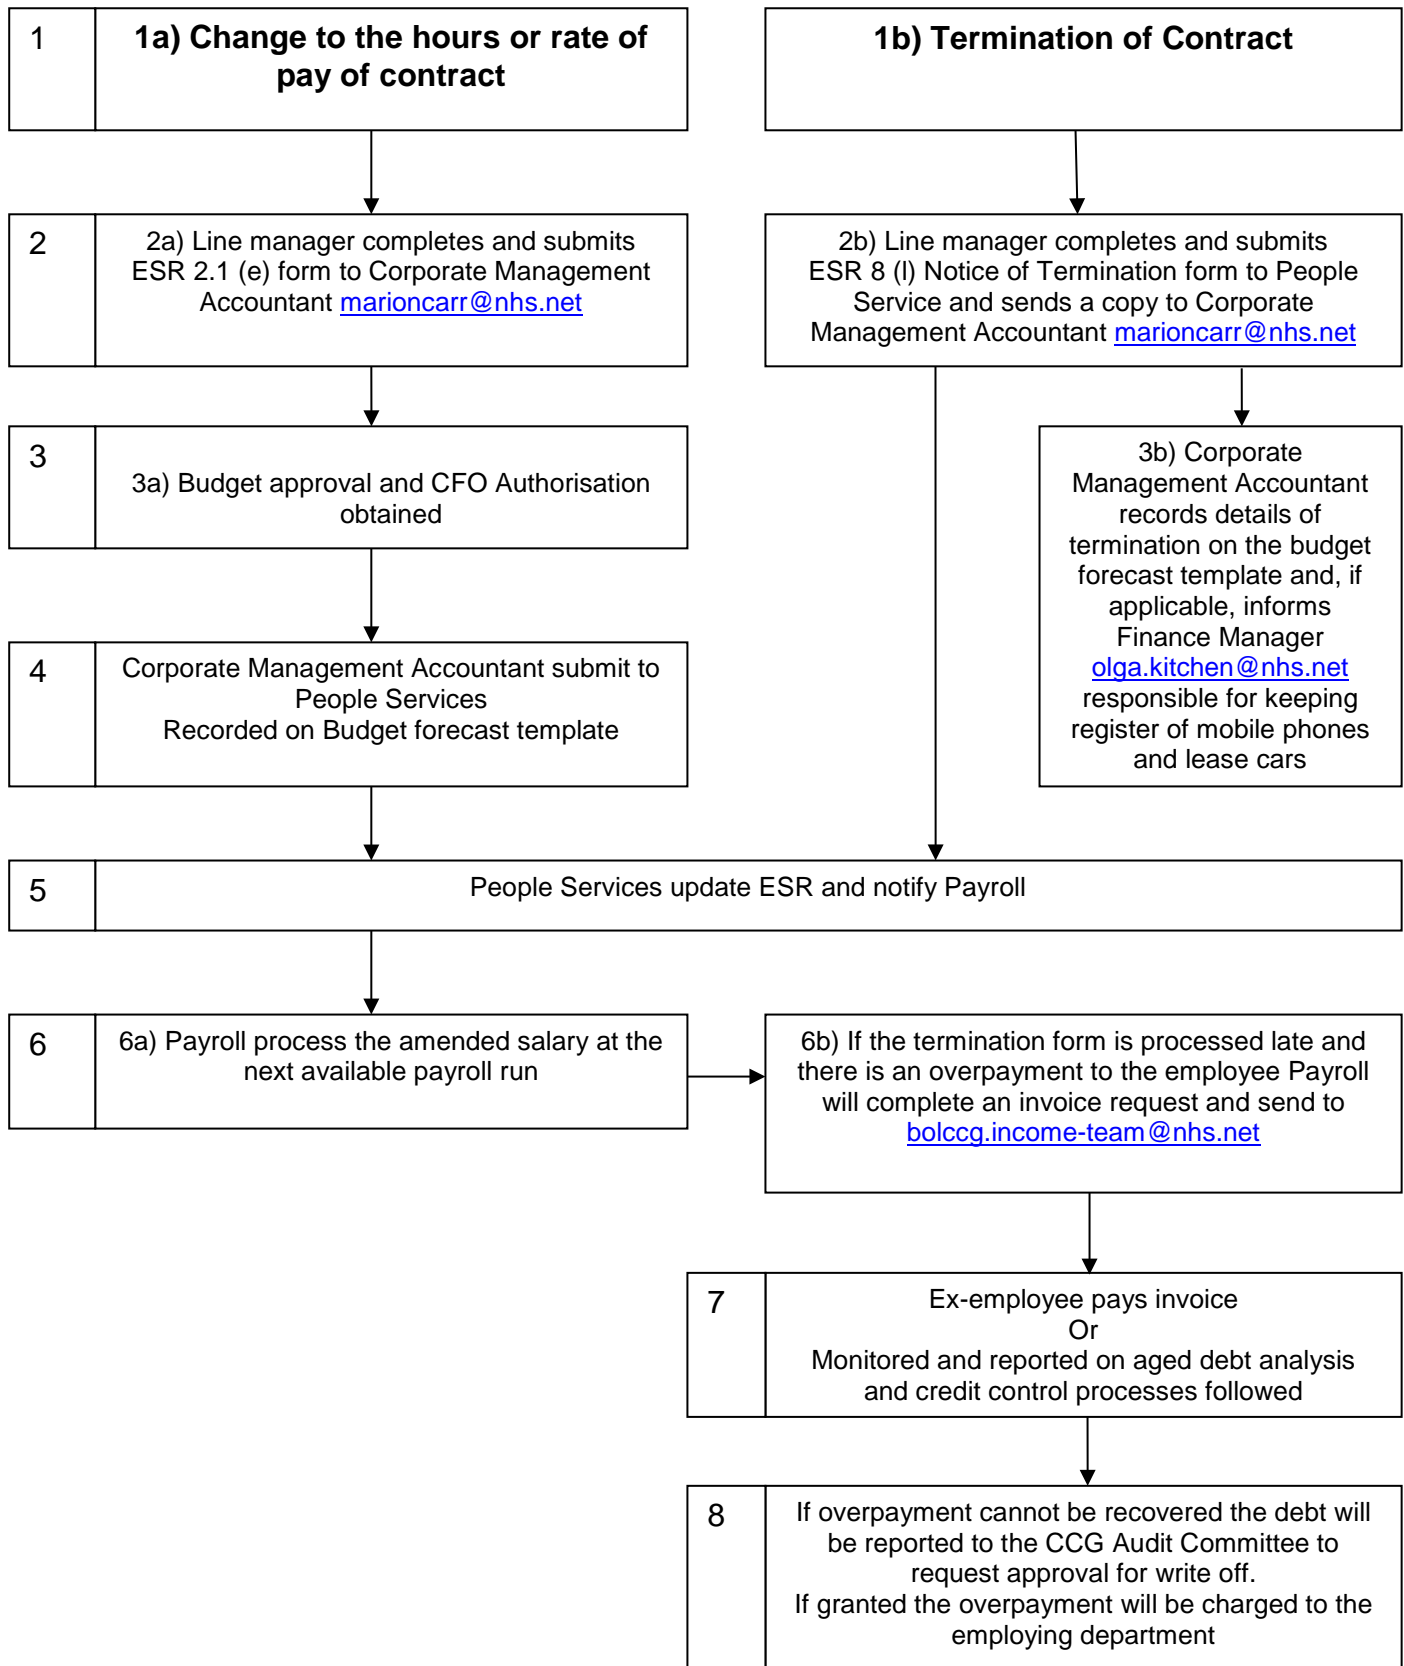 1
1a) Change to the hours or rate of
pay of contract
1b) Termination of Contract
2
2a) Line manager completes and submits
ESR 2.1 (e) form to Corporate Management
Accountant marioncarr@nhs.net
2b) Line manager completes and submits
ESR 8 (l) Notice of Termination form to People
Service and sends a copy to Corporate
Management Accountant marioncarr@nhs.net
3
3a) Budget approval and CFO Authorisation
obtained
3b) Corporate
Management Accountant
records details of
termination on the budget
forecast template and, if
applicable, informs
Finance Manager
olga.kitchen@nhs.net
responsible for keeping
register of mobile phones
and lease cars
4
Corporate Management Accountant submit to
People Services
Recorded on Budget forecast template
5
People Services update ESR and notify Payroll
6
6a) Payroll process the amended salary at the
next available payroll run
6b) If the termination form is processed late and
there is an overpayment to the employee Payroll
will complete an invoice request and send to
bolccg.income-team@nhs.net
7
Ex-employee pays invoice
Or
Monitored and reported on aged debt analysis
and credit control processes followed
8
If overpayment cannot be recovered the debt will
be reported to the CCG Audit Committee to
request approval for write off.
If granted the overpayment will be charged to the
employing department